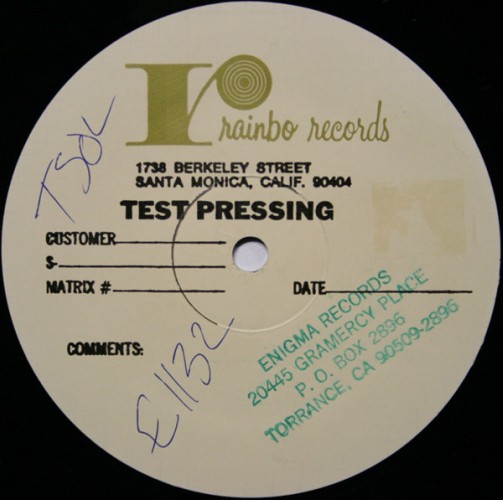 r
rainbo records
1738 BERKELEY STREET
SANTA MONICA, CALIF. 90404
TEST PRESSING
TSOL
CUSTOMER
S-
MATRIX #
DATE
COMMENTS:
E1132
ENIGMA RECORDS
20445 GRAMERCY PLACE
P. O. BOX 2896
TORRANCE, CA 90509-2896